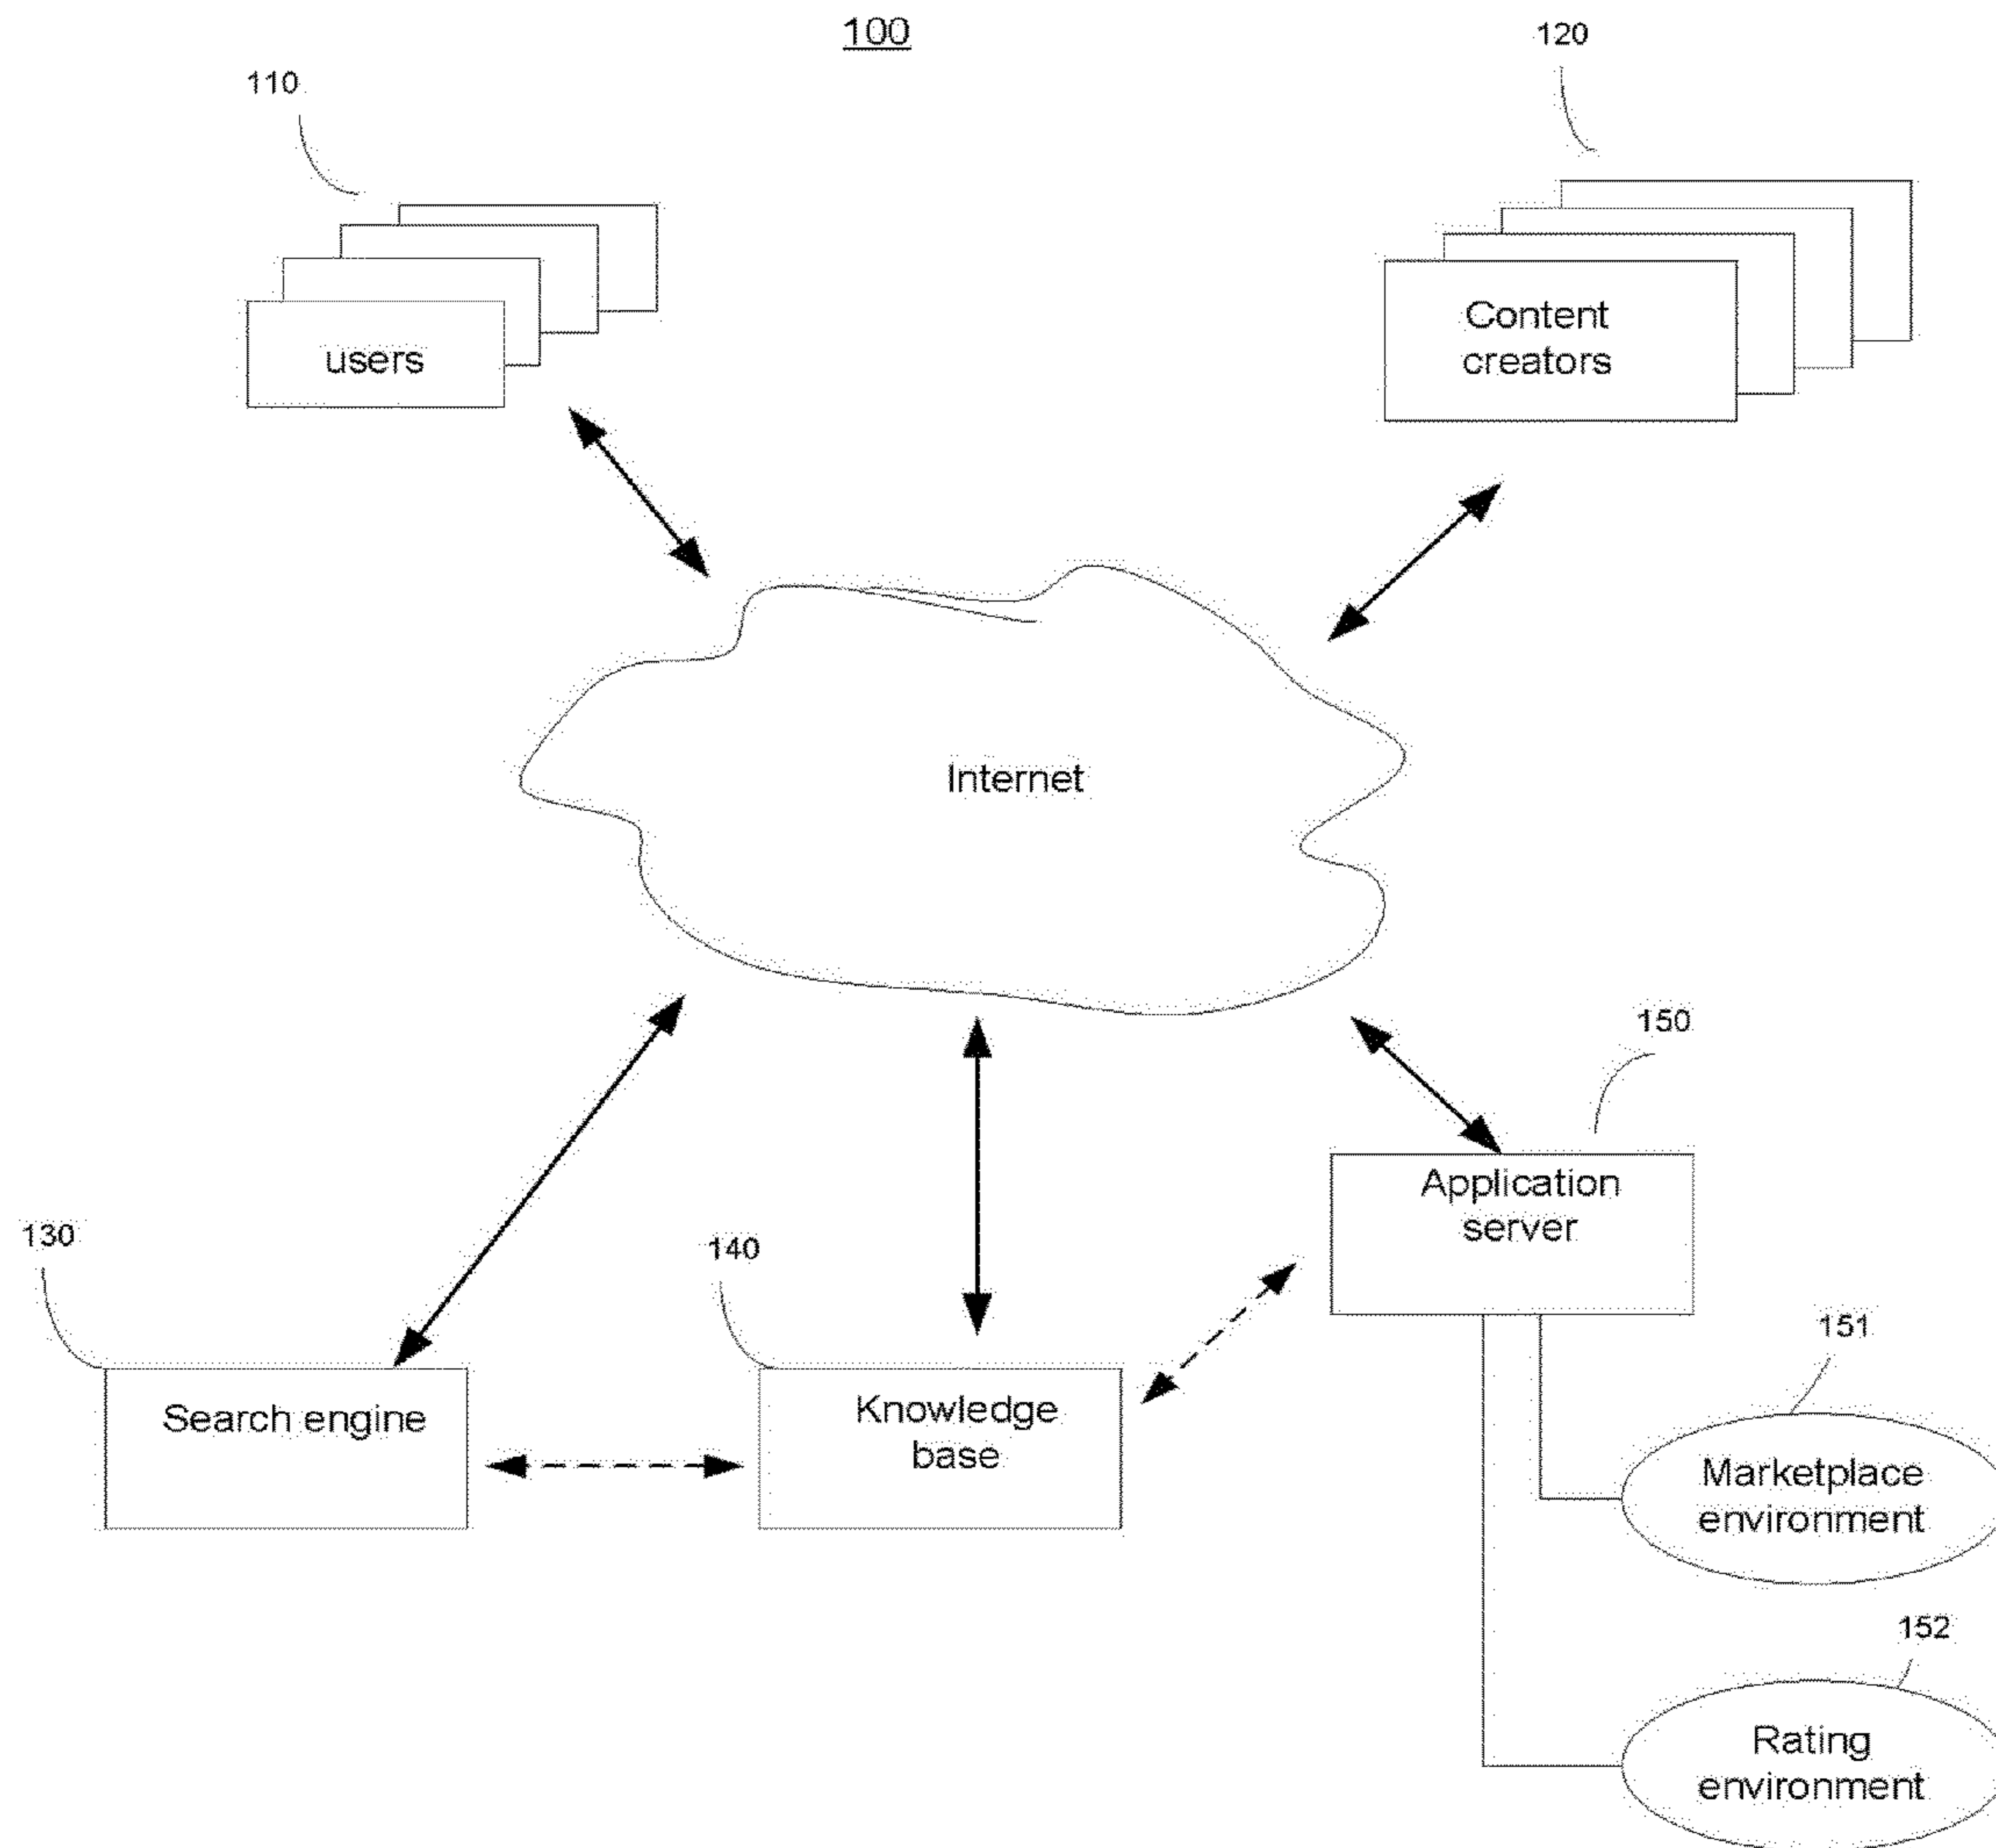 100
120
110
users
Content
creators
Internet
150
Application
server
130
140
Search engine
Knowledge
base
151
Marketplace
environment
152
Rating
environment